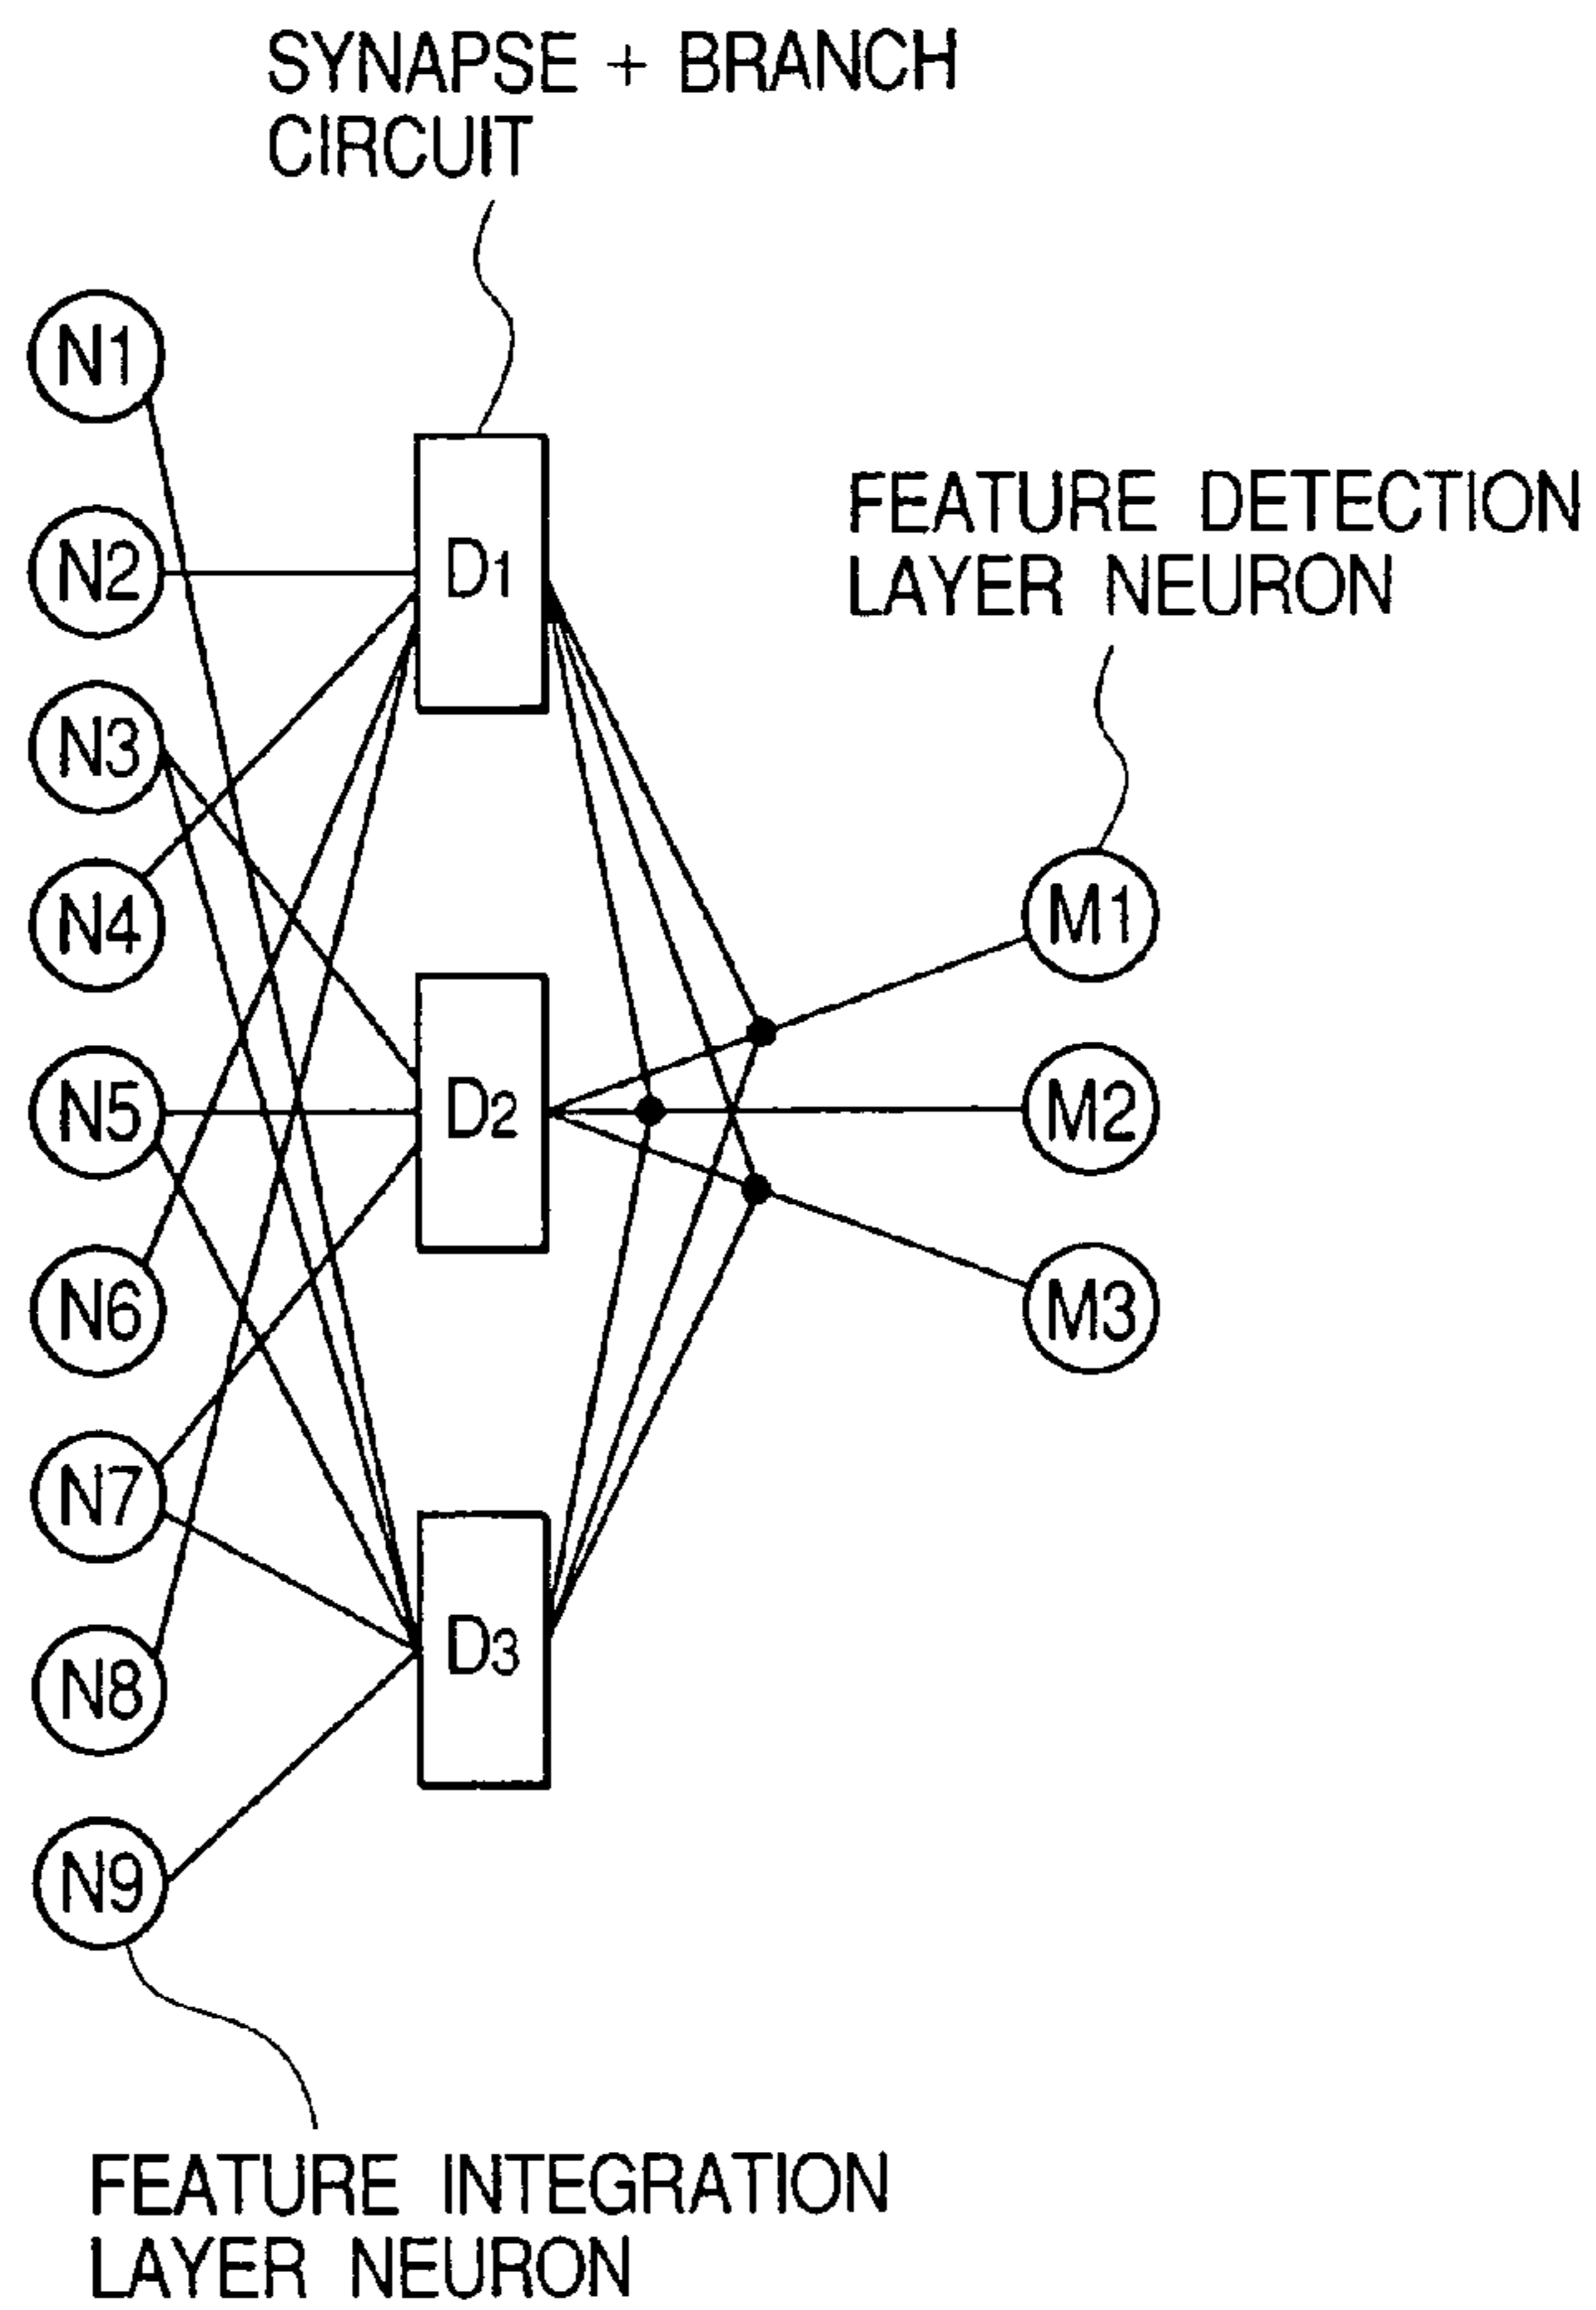 SYNAPSE + BRANCH
CIRCUIT
N1
N2
D1
FEATURE DETECTION
LAYER NEURON
N3
N4
M1
N5
D2
M2
N6
M3
N7
D3
N8
N9
FEATURE INTEGRATION
LAYER NEURON